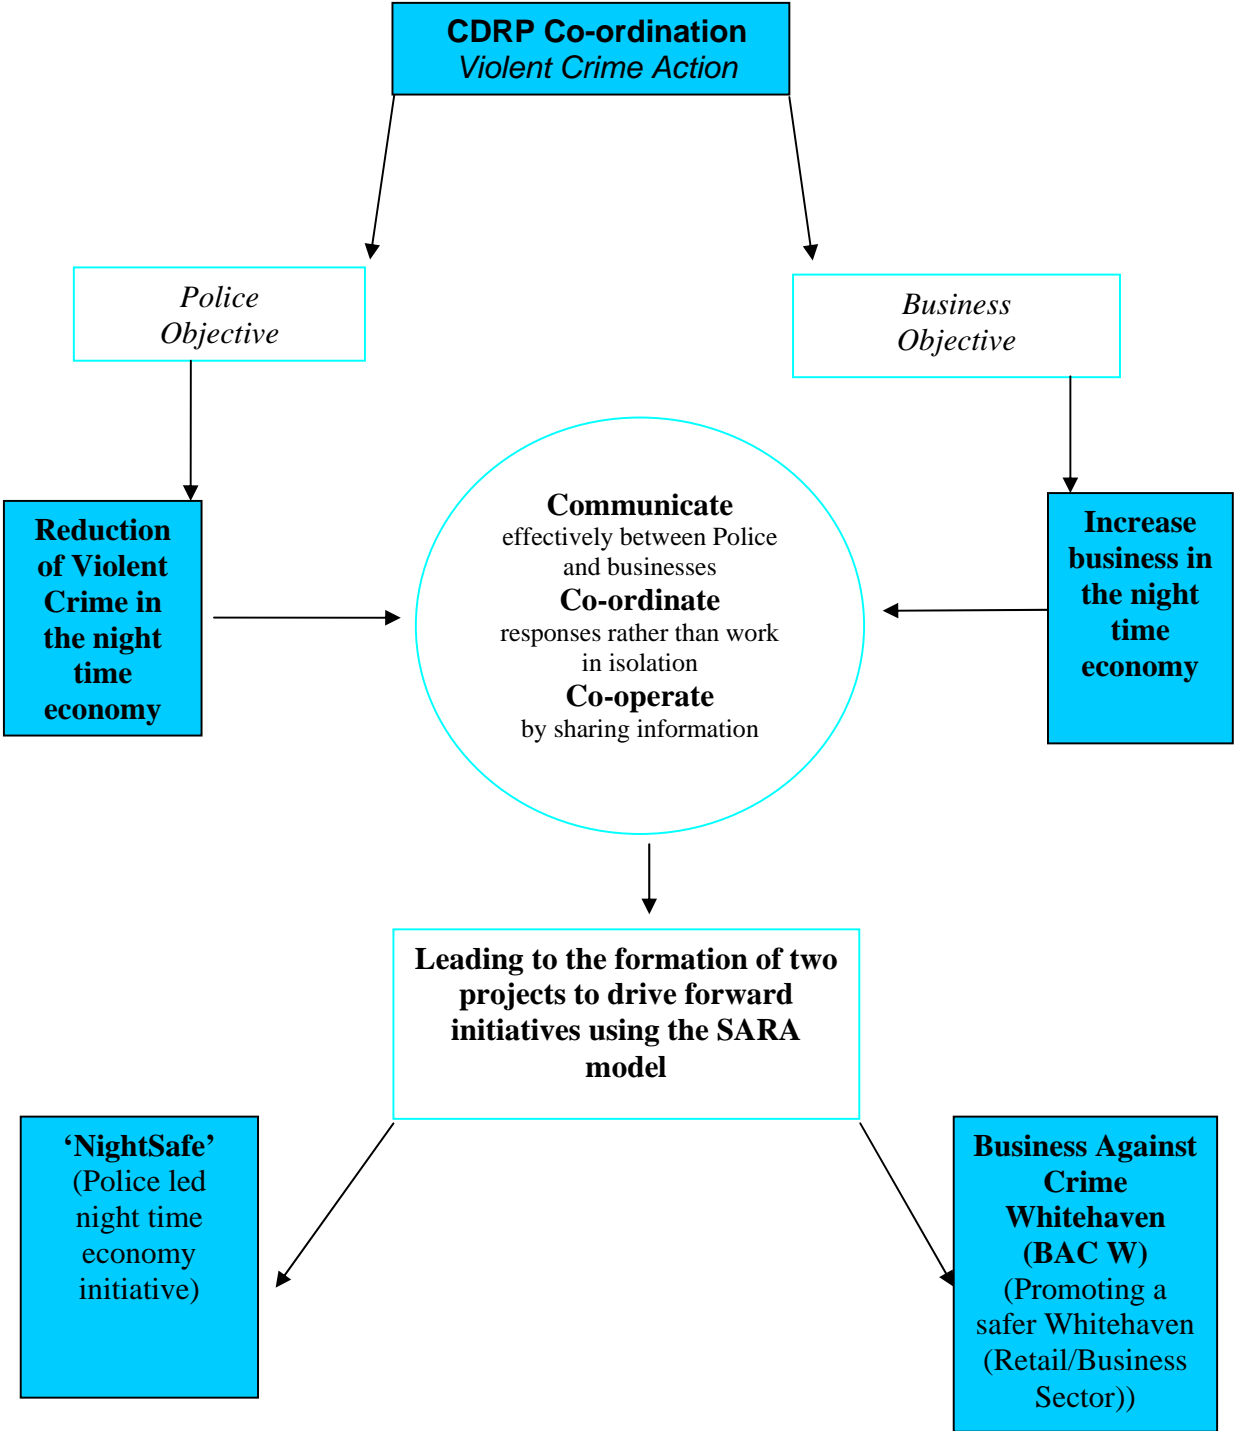 CDRP Co-ordination
Violent Crime Action
Police
Objective
Business
Objective
Reduction
of Violent
Crime in
the night
time
economy
Communicate
effectively between Police
and businesses
Co-ordinate
responses rather than work
in isolation
Co-operate
by sharing information
Increase
business in
the night
time
economy
Leading to the formation of two
projects to drive forward
initiatives using the SARA
model
‘NightSafe’
(Police led
night time
economy
initiative)
Business Against
Crime
Whitehaven
(BAC W)
(Promoting a
safer Whitehaven
(Retail/Business
Sector))